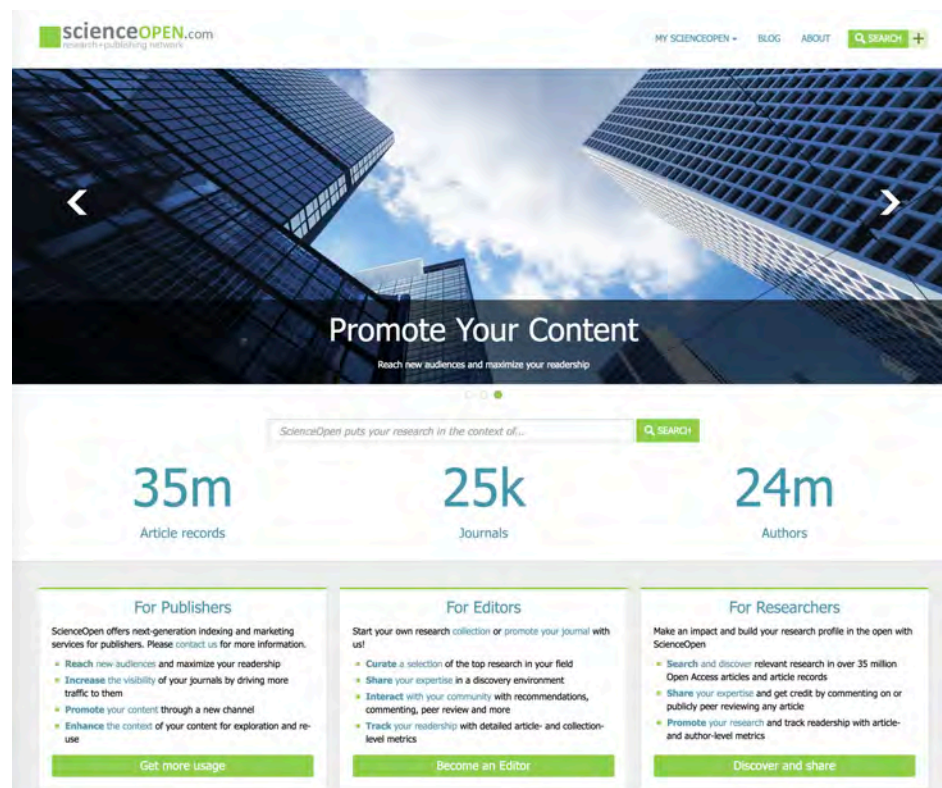 scienceOPEN.com
research+publishing network
MY SCIENCEOPEN
BLOG
ABOUT
SEARCH +
Promote Your Content
Reach new audiences and maximize your readership
ScienceOpen puts your research in the context of...
SEARCH
35m
25k
24m
Article records
Journals
Authors
For Publishers
ScienceOpen offers next-generation indexing and marketing
services for publishers. Please contact us for more information.
Reach new audiences and maximize your readership
Increase the visibility of your journals by driving more
traffic to them
Promote your content through a new channel
Enhance the context of your content for exploration and re-
use
Get more usage
For Editors
Start your own research collection or promote your journal with
us!
Curate a selection of the top research in your field
Share your expertise in a discovery environment
Interact with your community with recommendations,
commenting, peer review and more
Track your readership with detailed article- and collection-
level metrics
Become an Editor
For Researchers
Make an impact and build your research profile in the open with
ScienceOpen
Search and discover relevant research in over 35 million
Open Access articles and article records
Share your expertise and get credit by commenting on or
publicly peer reviewing any article
Promote your research and track readership with article-
and author-level metrics
Discover and share